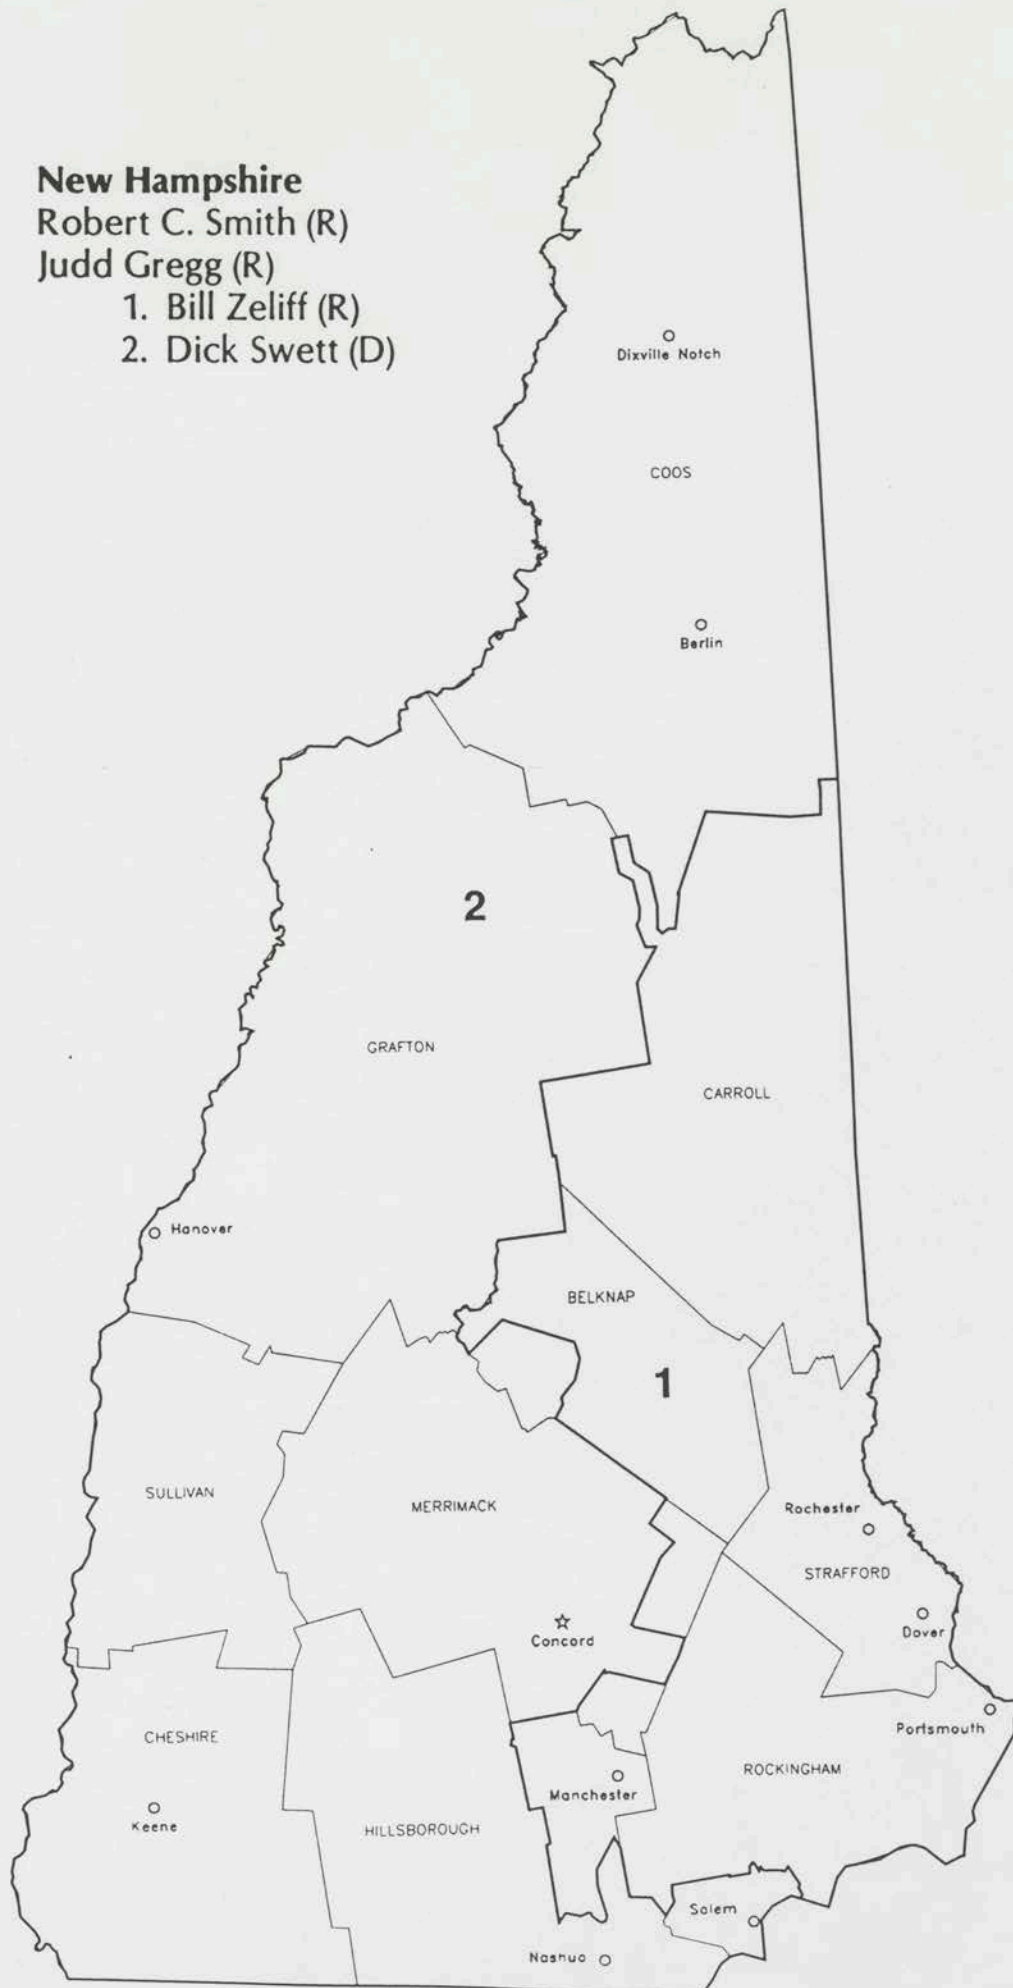 New Hampshire
Robert C. Smith (R)
Judd Gregg (R)
1. Bill Zeliff (R)
2. Dick Swett (D)
Dixville Notch
COOS
Berlin
2
GRAFTON
CARROLL
Hanover
BELKNAP
1
SULLIVAN
MERRIMACK
Rochester
STRAFFORD
Concord
Dover
CHESHIRE
Portsmouth
ROCKINGHAM
Manchester
Keene
HILLSBOROUGH
Salem
Nashua